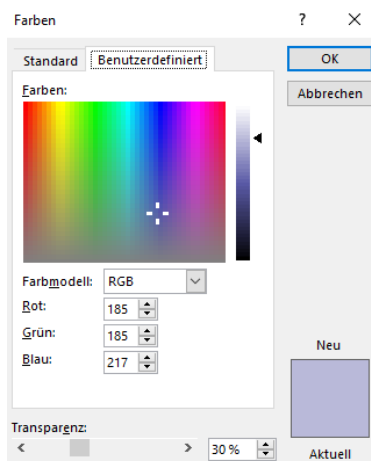 Farben ? ×
Standard Benutzerdefiniert OK
Farben: Abbrechen
Farbmodell: RGB
Rot: 185
Grün: 185
Blau: 217
Neu
Transparenz:
30 %
Aktuell